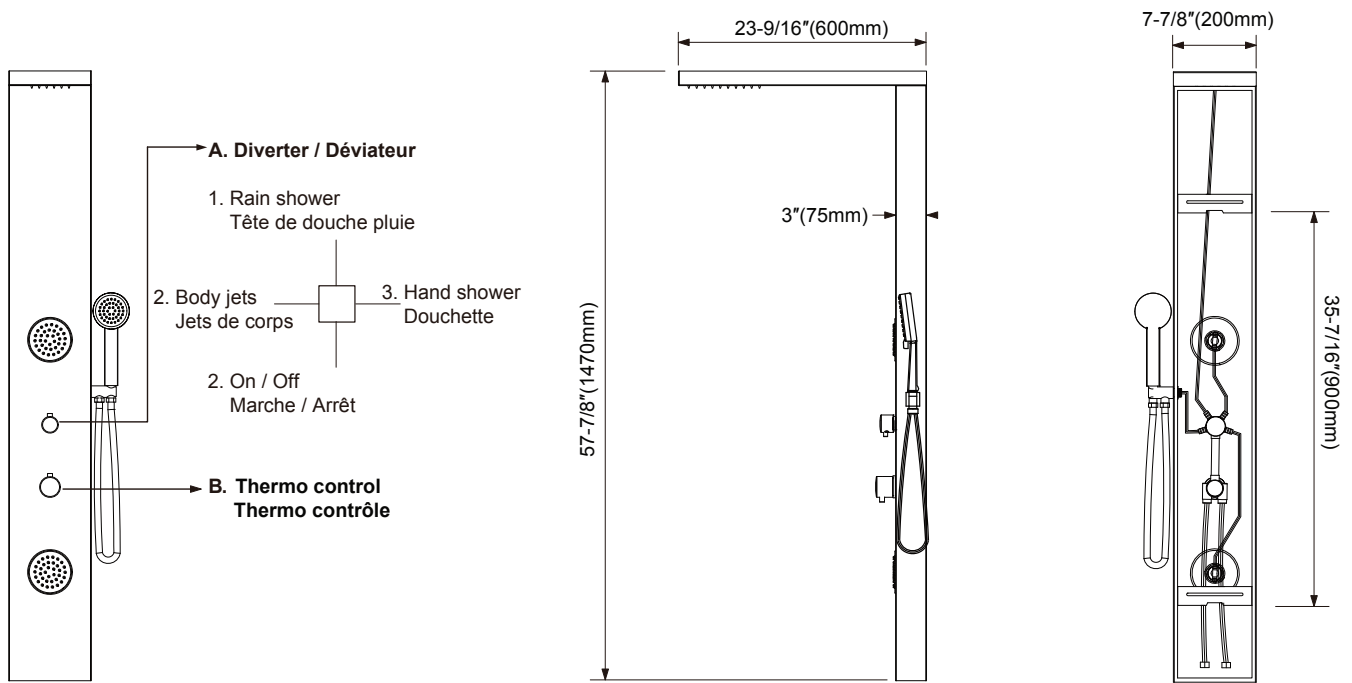 23-9/16"(600mm)
7-7/8"(200mm)
A. Diverter / Déviateur
1. Rain shower
Tête de douche pluie
3"(75mm)
2. Body jets
Jets de corps
3. Hand shower
Douchette
2. On / Off
Marche / Arrêt
57-7/8"(1470mm)
35-7/16"(900mm)
B. Thermo control
Thermo contrôle